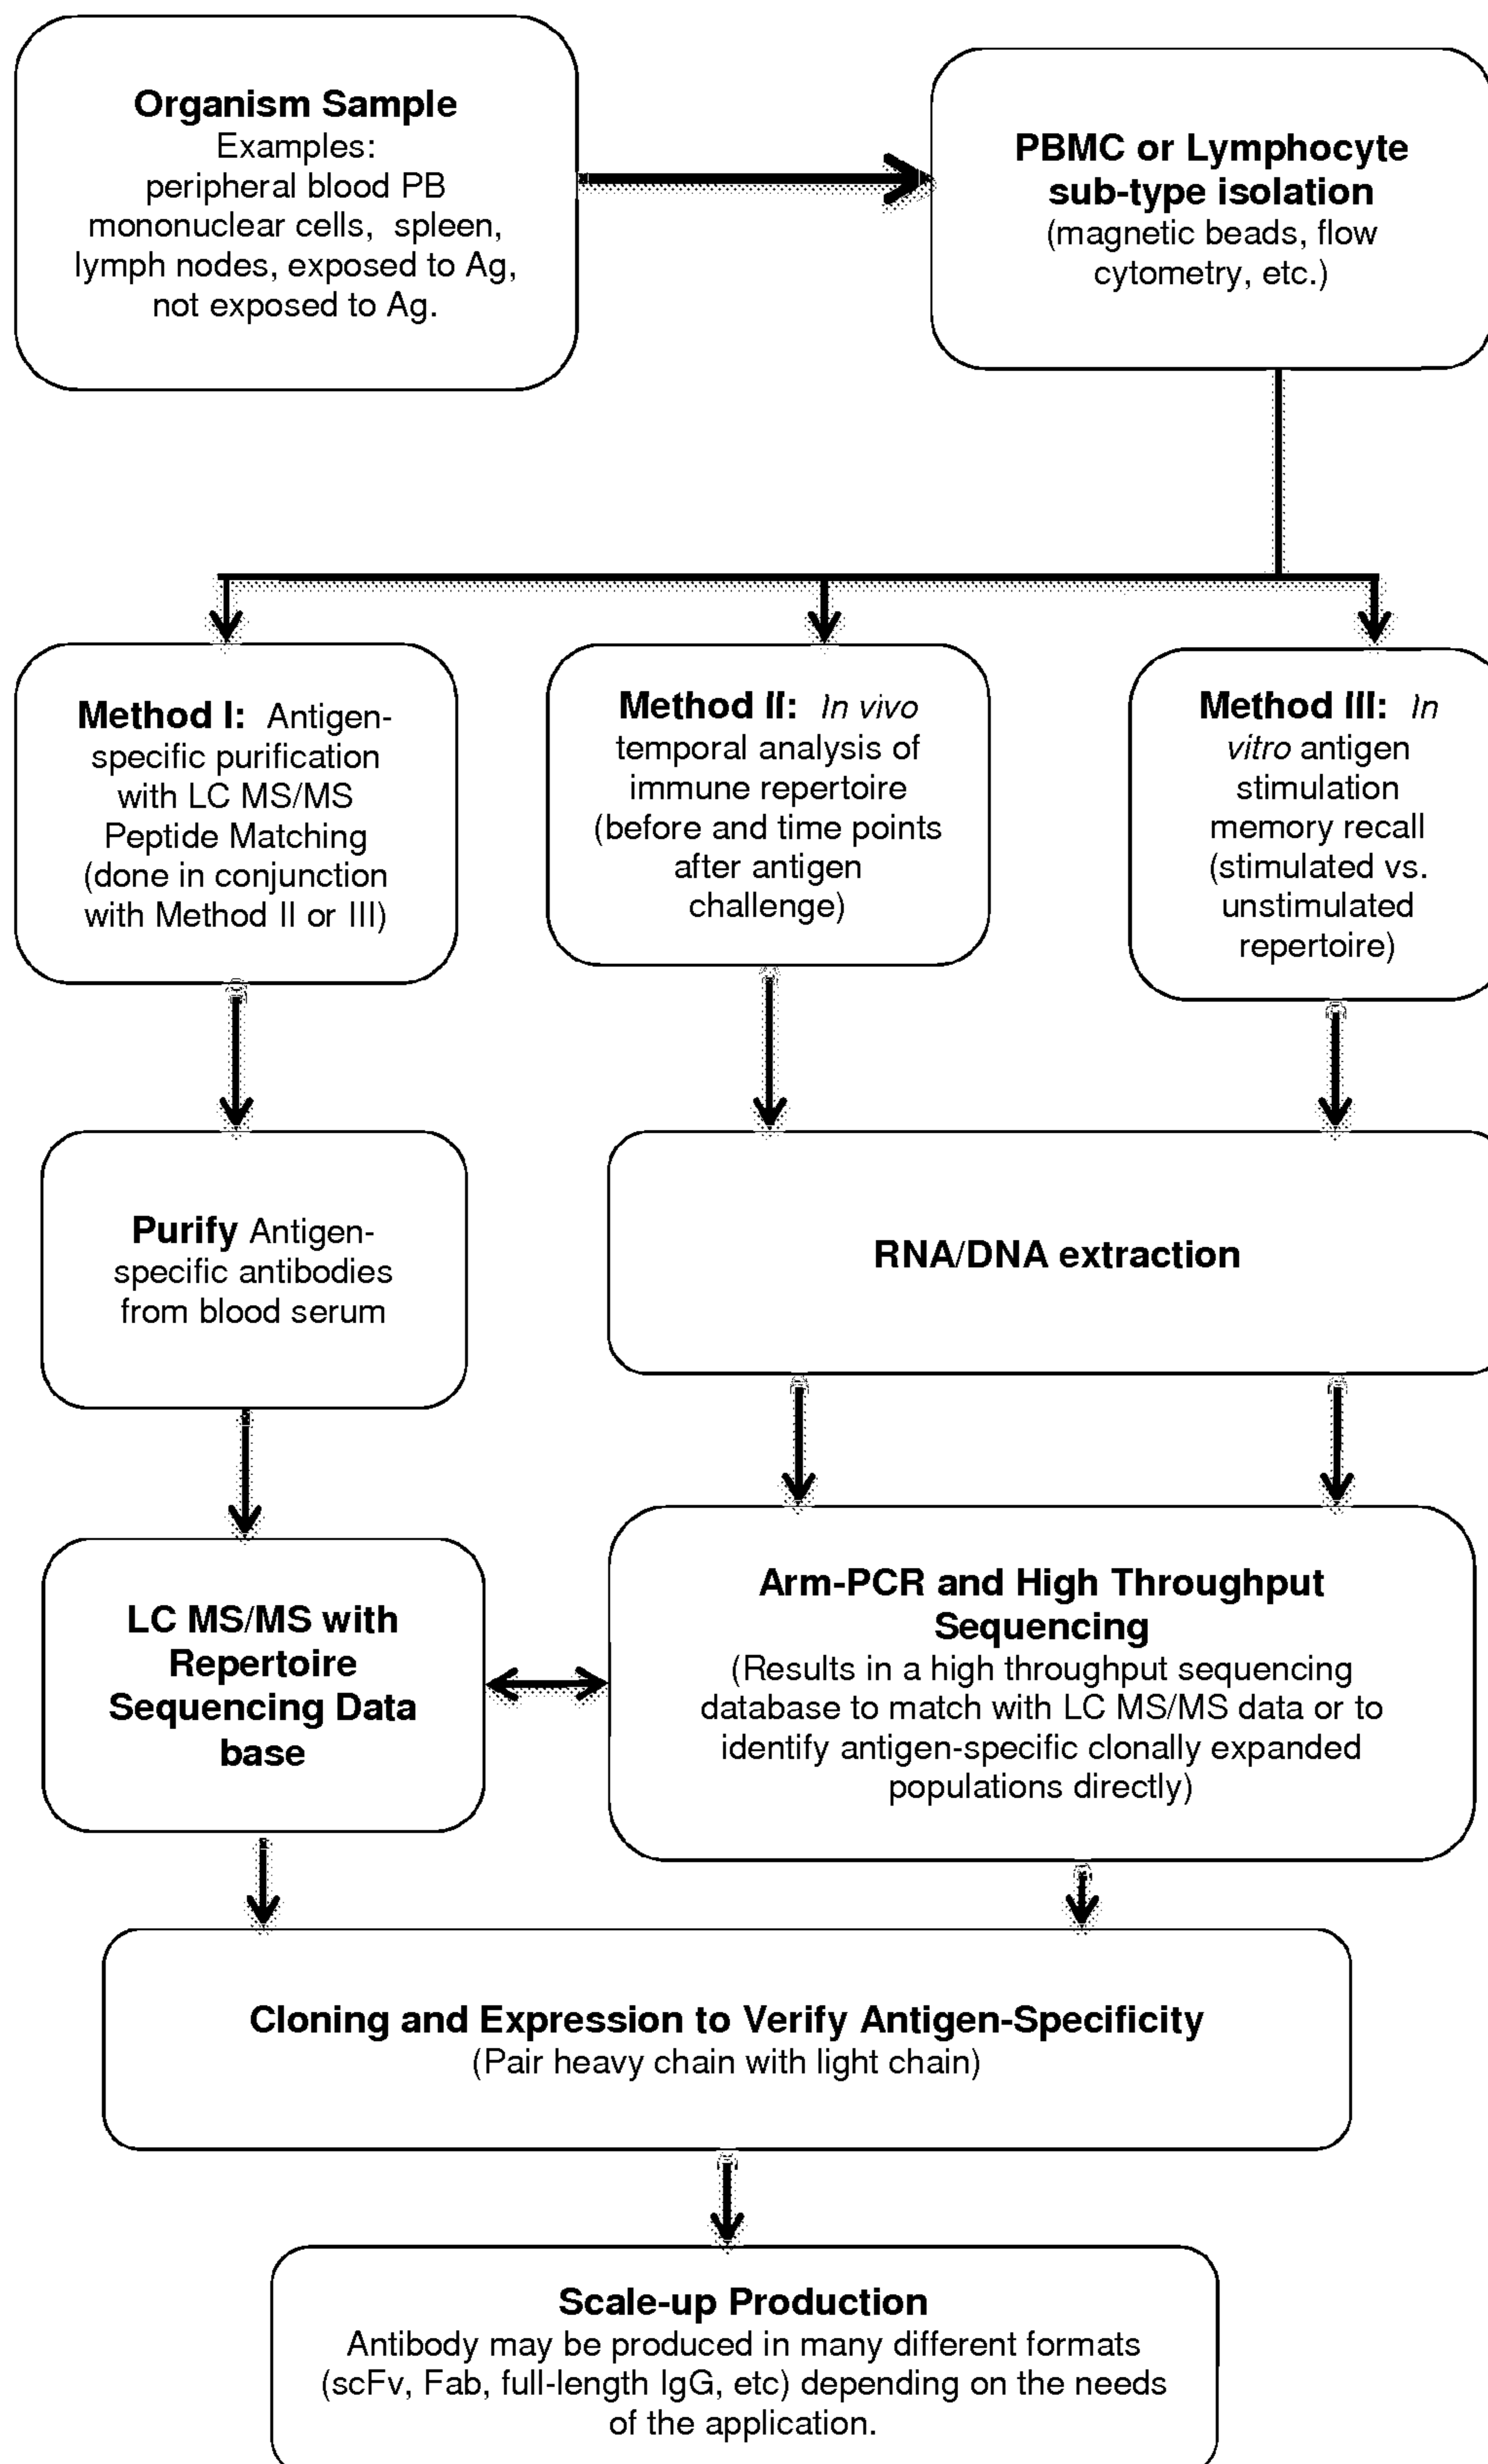 Organism Sample
Examples:
peripheral blood PB
mononuclear cells,  spleen,
lymph nodes, exposed to Ag,
not exposed to Ag.
PBMC or Lymphocyte
sub-type isolation
(magnetic beads, flow
cytometry, etc.)
Method I:  Antigen-
specific purification
with LC MS/MS
Peptide Matching
(done in conjunction
with Method II or III)
Method II:  In vivo
temporal analysis of
immune repertoire
(before and time points
after antigen
challenge)
Method III:  In
vitro antigen
stimulation
memory recall
(stimulated vs.
unstimulated
repertoire)
Purify Antigen-
specific antibodies
from blood serum
RNA/DNA extraction
LC MS/MS with
Repertoire
Sequencing Data
base
Arm-PCR and High Throughput
Sequencing
(Results in a high throughput sequencing
database to match with LC MS/MS data or to
identify antigen-specific clonally expanded
populations directly)
Cloning and Expression to Verify Antigen-Specificity
(Pair heavy chain with light chain)
Scale-up Production
Antibody may be produced in many different formats
(scFv, Fab, full-length IgG, etc) depending on the needs
of the application.